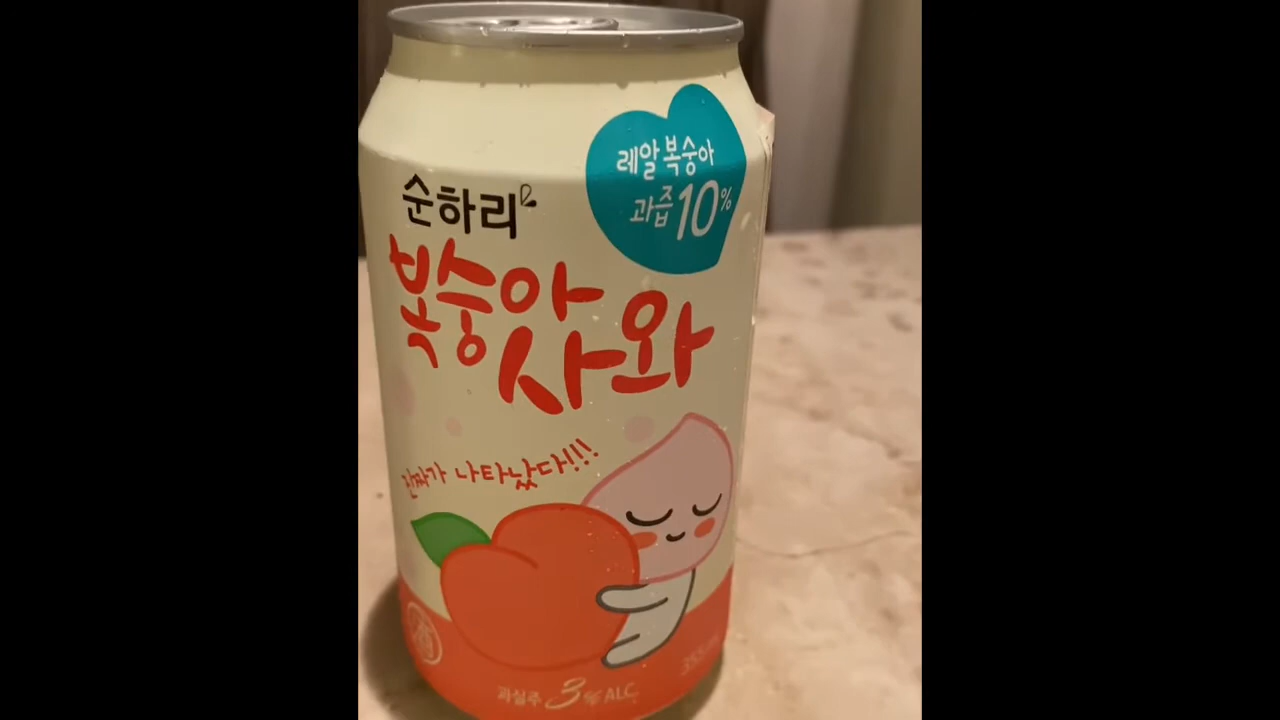 레알 복숭아
과즙 10%
순하리
복숭아
사와
진짜가 나타났다!!!
355ml
과실주 3% ALC